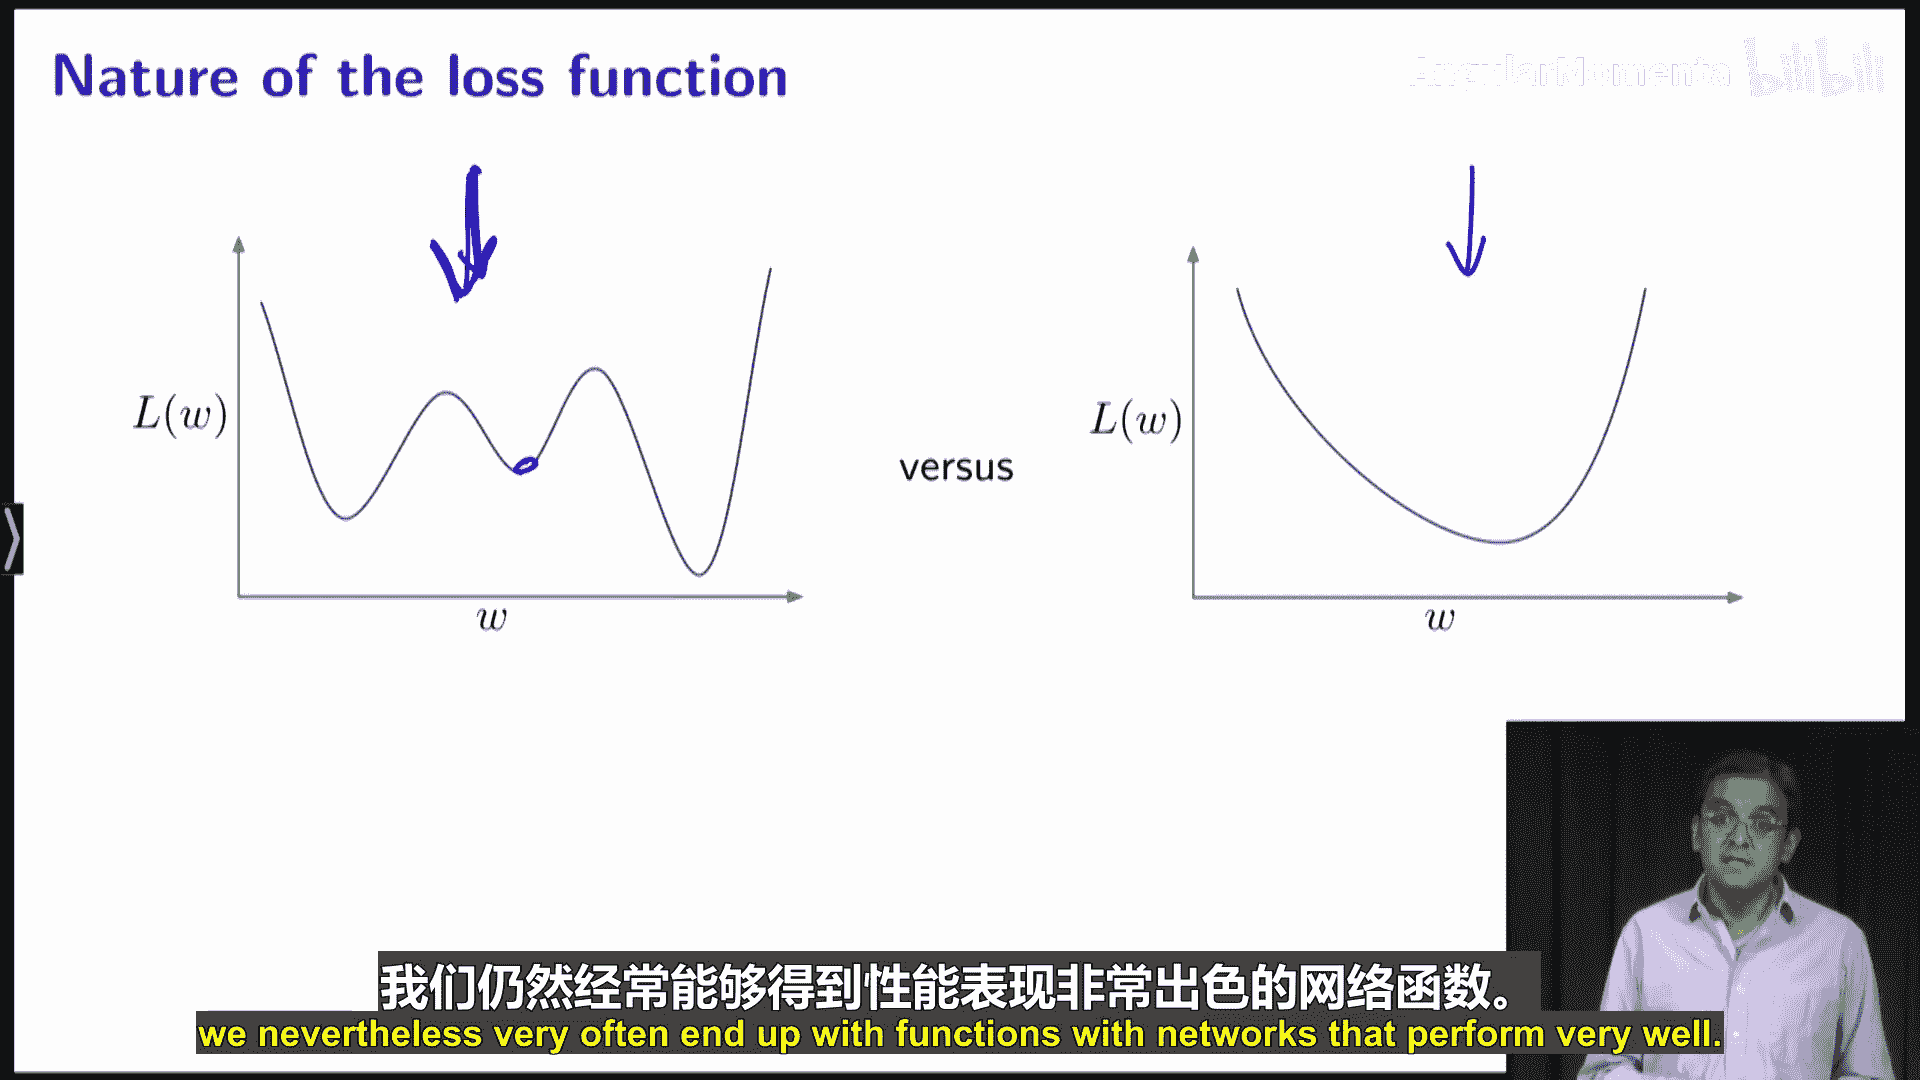 Nature of the loss function
AngularMomenta bilibili
L(w)
w
versus
L(w)
w
我们仍然经常能够得到性能表现非常出色的网络函数。
we nevertheless very often end up with functions with networks that perform very well.